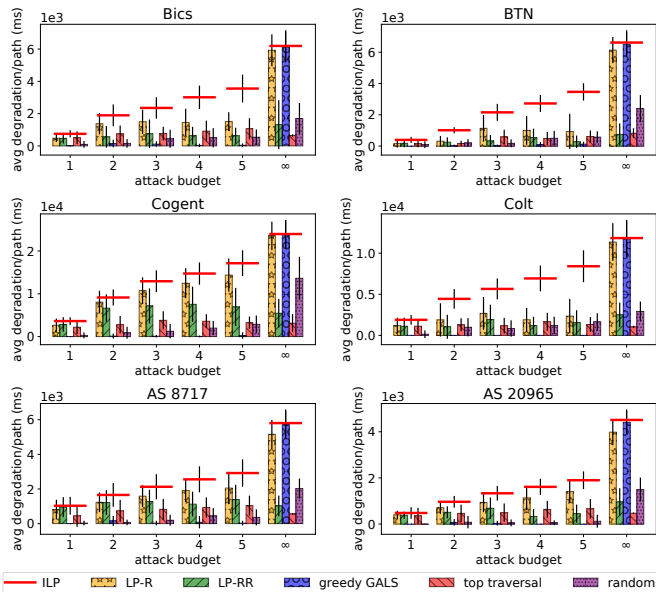 Bics
1e3
avg degradation/path (ms)
6
4
2
0
1 2 3 4 5 ∞
attack budget
BTN
1e3
avg degradation/path (ms)
6
4
2
0
1 2 3 4 5 ∞
attack budget
Cogent
1e4
avg degradation/path (ms)
2
1
0
1 2 3 4 5 ∞
attack budget
Colt
1e4
avg degradation/path (ms)
1.0
0.5
0.0
1 2 3 4 5 ∞
attack budget
AS 8717
1e3
avg degradation/path (ms)
6
4
2
0
1 2 3 4 5 ∞
attack budget
AS 20965
1e3
avg degradation/path (ms)
4
2
0
1 2 3 4 5 ∞
attack budget
ILP LP-R LP-RR greedy GALS top traversal random